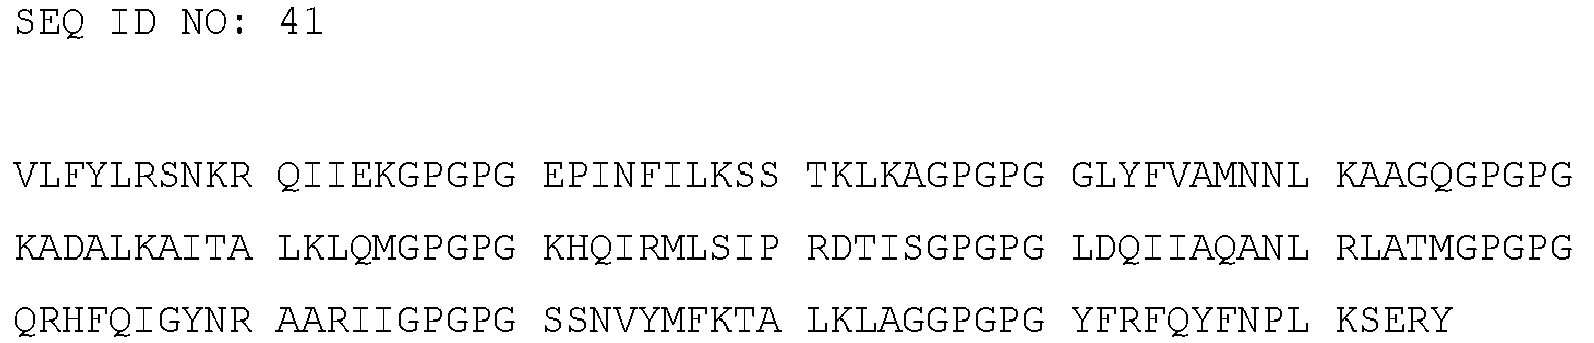 SEQ ID NO: 41
VLFYLRSNKR QIIEKGPGPG EPINFILKSS TKLKAGPGPG GLYFVAMNNL KAAGQGPGPG
KADALKAITA LKLQMGPGPG KHQIRMLSIP RDTISGPGPG LDQIIAQANL RLATMGPGPG
QRHFQIGYNR AARIIGPGPG SSNVYMFKTA LKLAGGPGPG YFRFQYFNPL KSERY